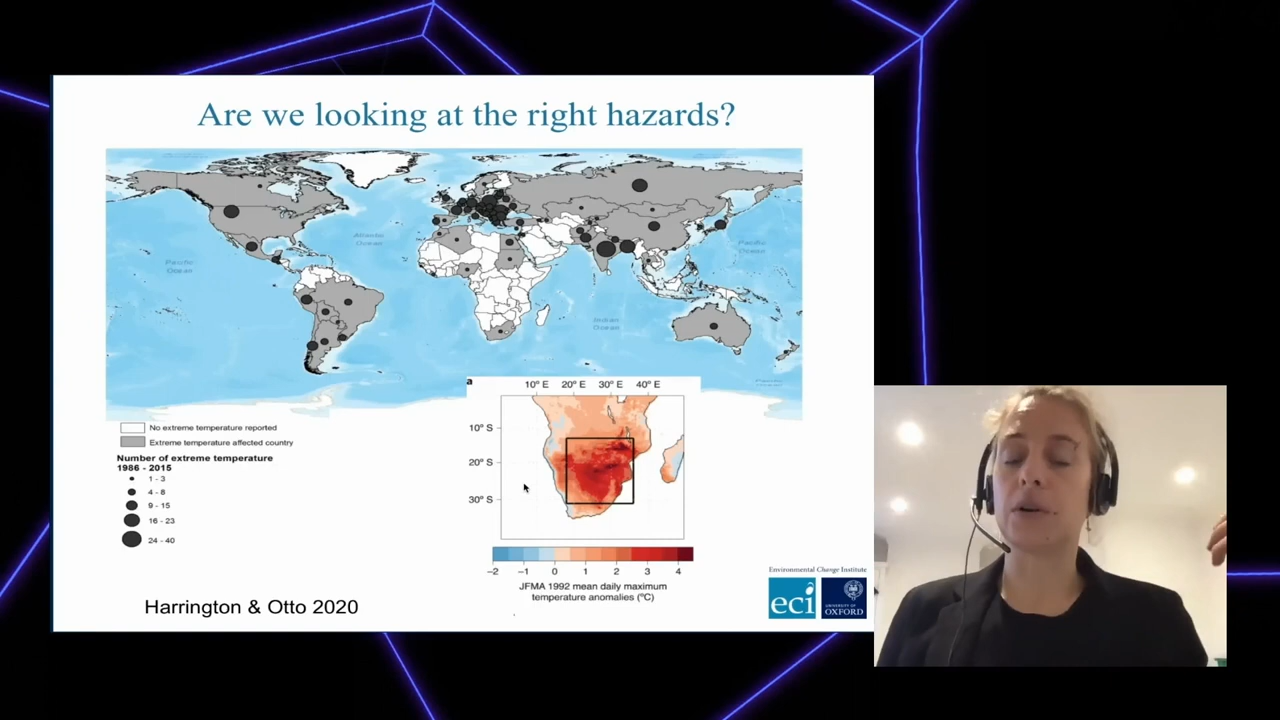 Are we looking at the right hazards?
Atlantic
Ocean
Pacific
Ocean
Pacific
Ocean
Indian
Ocean
No extreme temperature reported
Extreme temperature affected country
Number of extreme temperature
1986 - 2015
1 - 3
4 - 8
9 - 15
16 - 23
24 - 40
a
10° E 20° E 30° E 40° E
10° S
20° S
30° S
−2 −1 0 1 2 3 4
JFMA 1992 mean daily maximum
temperature anomalies (°C)
Harrington & Otto 2020
Environmental Change Institute
eci
UNIVERSITY OF
OXFORD